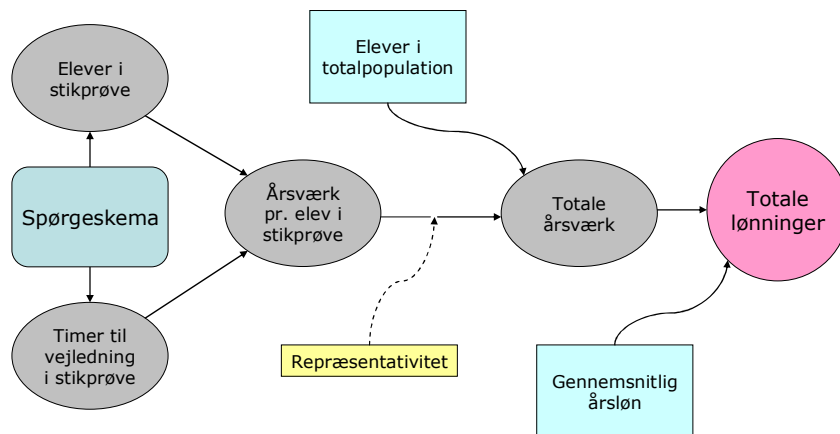 Elever i
stikprøve
Elever i
totalpopulation
Spørgeskema
Årsværk
pr. elev i
stikprøve
Totale
årsværk
Totale
lønninger
Timer til
vejledning
i stikprøve
Repræsentativitet
Gennemsnitlig
årsløn